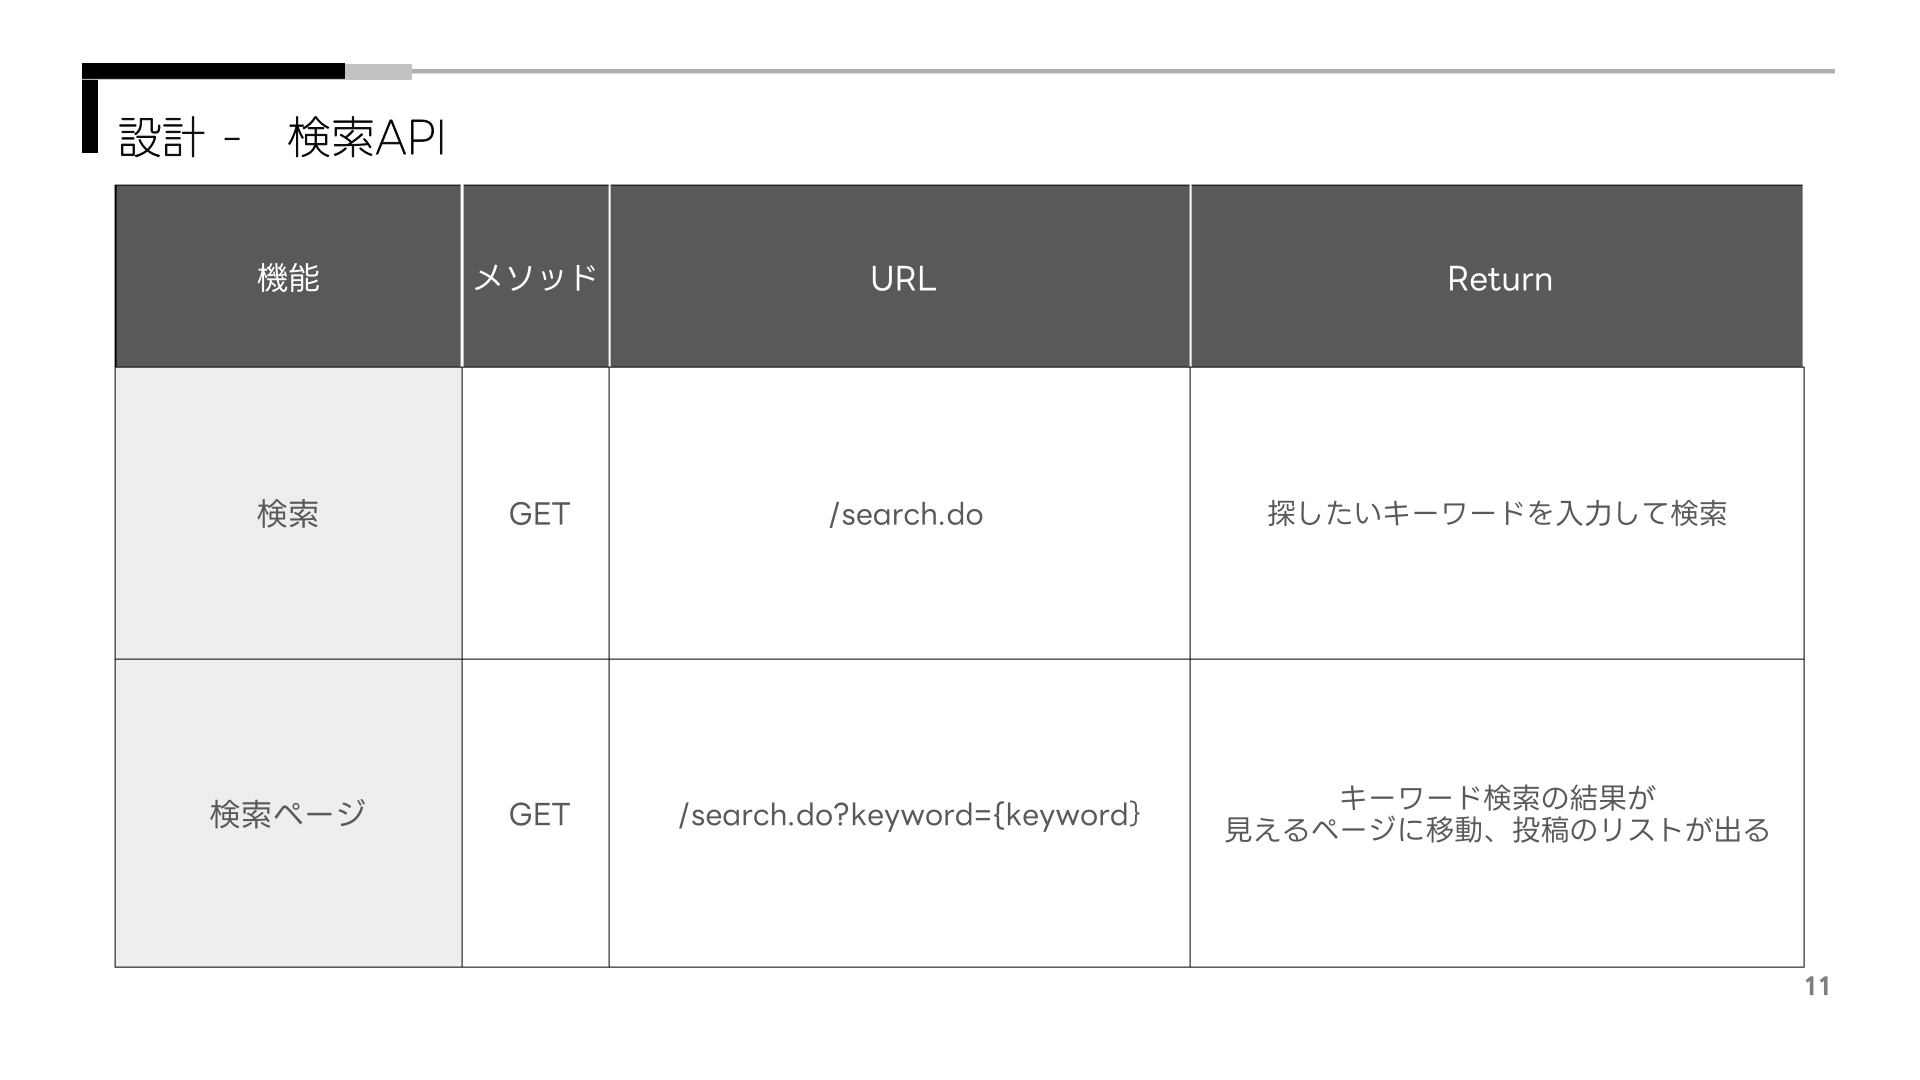 設計 -　検索API
機能
メソッド
URL
Return
検索
GET
/search.do
探したいキーワードを入力して検索
検索ページ
GET
/search.do?keyword={keyword}
キーワード検索の結果が
見えるページに移動、投稿のリストが出る
11